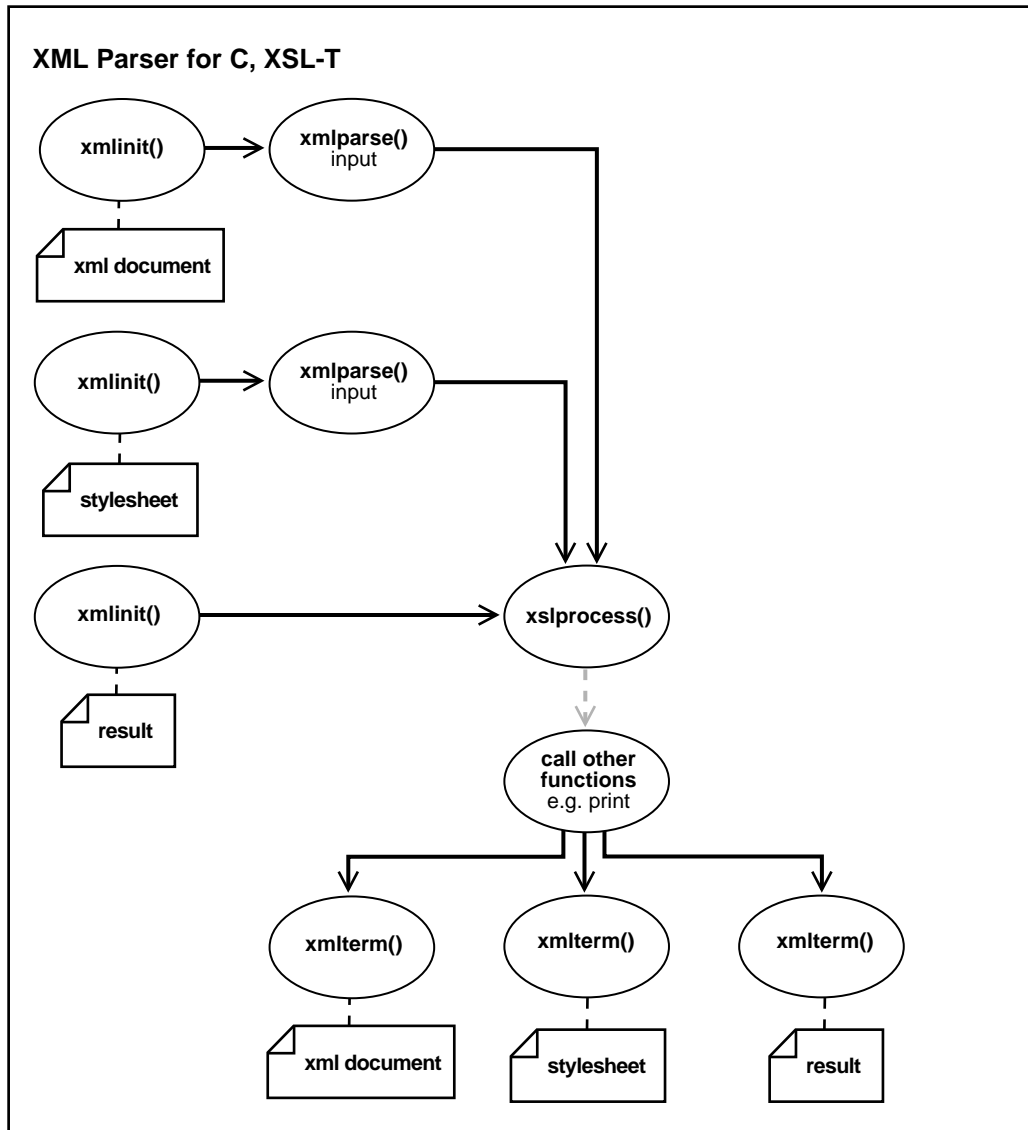 XML Parser for C, XSL-T
xmlinit()
xmlparse()
input
xml document
xmlinit()
xmlparse()
input
stylesheet
xmlinit()
xslprocess()
result
call other
functions
e.g. print
xmlterm()
xmlterm()
xmlterm()
xml document
stylesheet
result